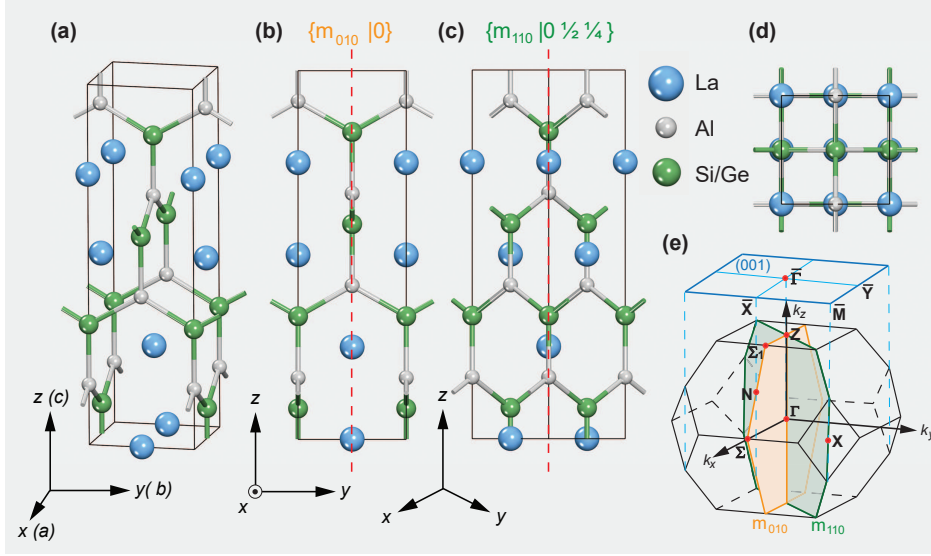 (a)
(b)
{m010 |0}
(c)
{m110 |0 ½ ¼ }
(d)
La
Al
Si/Ge
(e)
(001)
Γ̅
Y̅
X̅
M̅
kz
Z
Σ1
N
Γ
ky
X
kx
Σ
m010
m110
z (c)
y( b)
x (a)
z
y
x
z
x
y